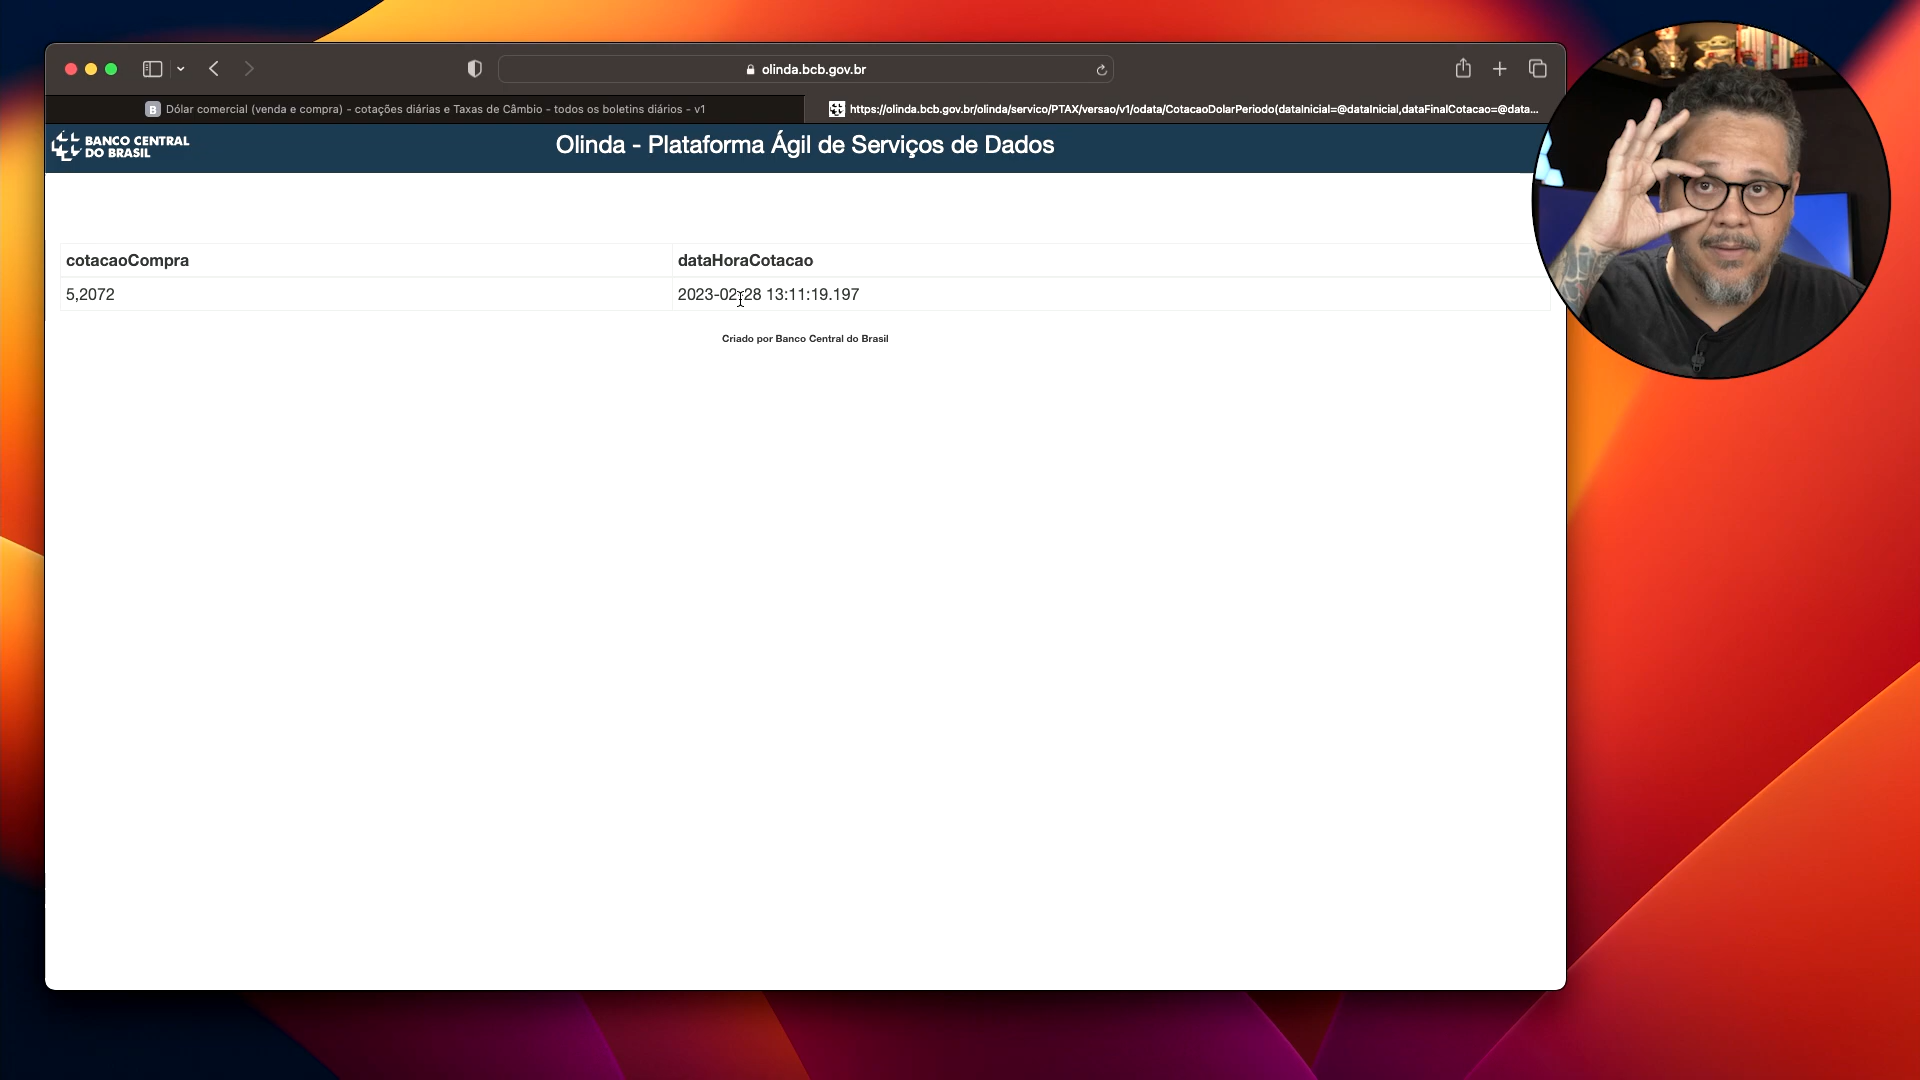 olinda.bcb.gov.br
B Dólar comercial (venda e compra) - cotações diárias e Taxas de Câmbio - todos os boletins diários - v1
https://olinda.bcb.gov.br/olinda/servico/PTAX/versao/v1/odata/CotacaoDolarPeriodo(dataInicial=@dataInicial,dataFinalCotacao=@data...
BANCO CENTRAL
DO BRASIL
Olinda - Plataforma Ágil de Serviços de Dados
cotacaoCompra dataHoraCotacao
5,2072 2023-02-28 13:11:19.197
Criado por Banco Central do Brasil